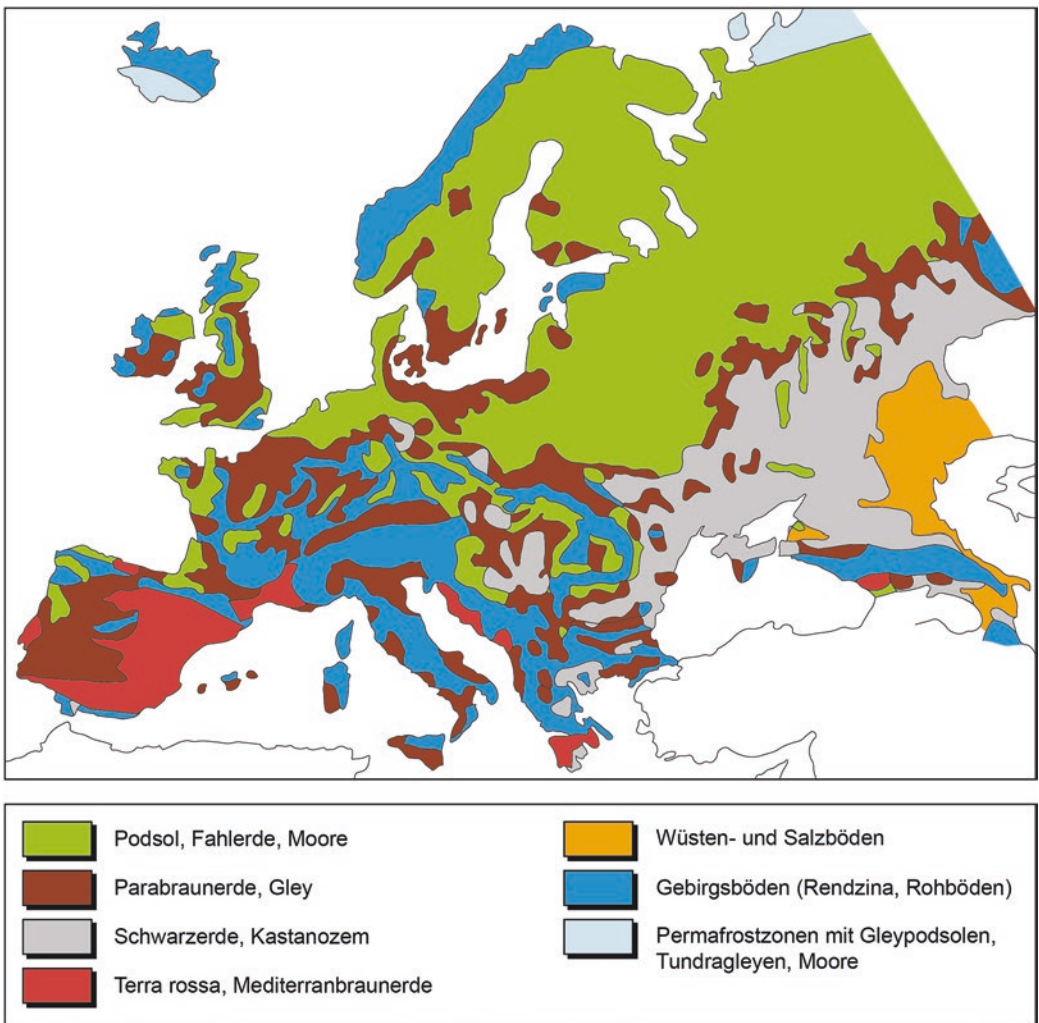 Podsol, Fahlerde, Moore
Parabraunerde, Gley
Schwarzerde, Kastanozem
Terra rossa, Mediterranbraunerde
Wüsten- und Salzböden
Gebirgsböden (Rendzina, Rohböden)
Permafrostzonen mit Gleypodsolen,
Tundragleyen, Moore